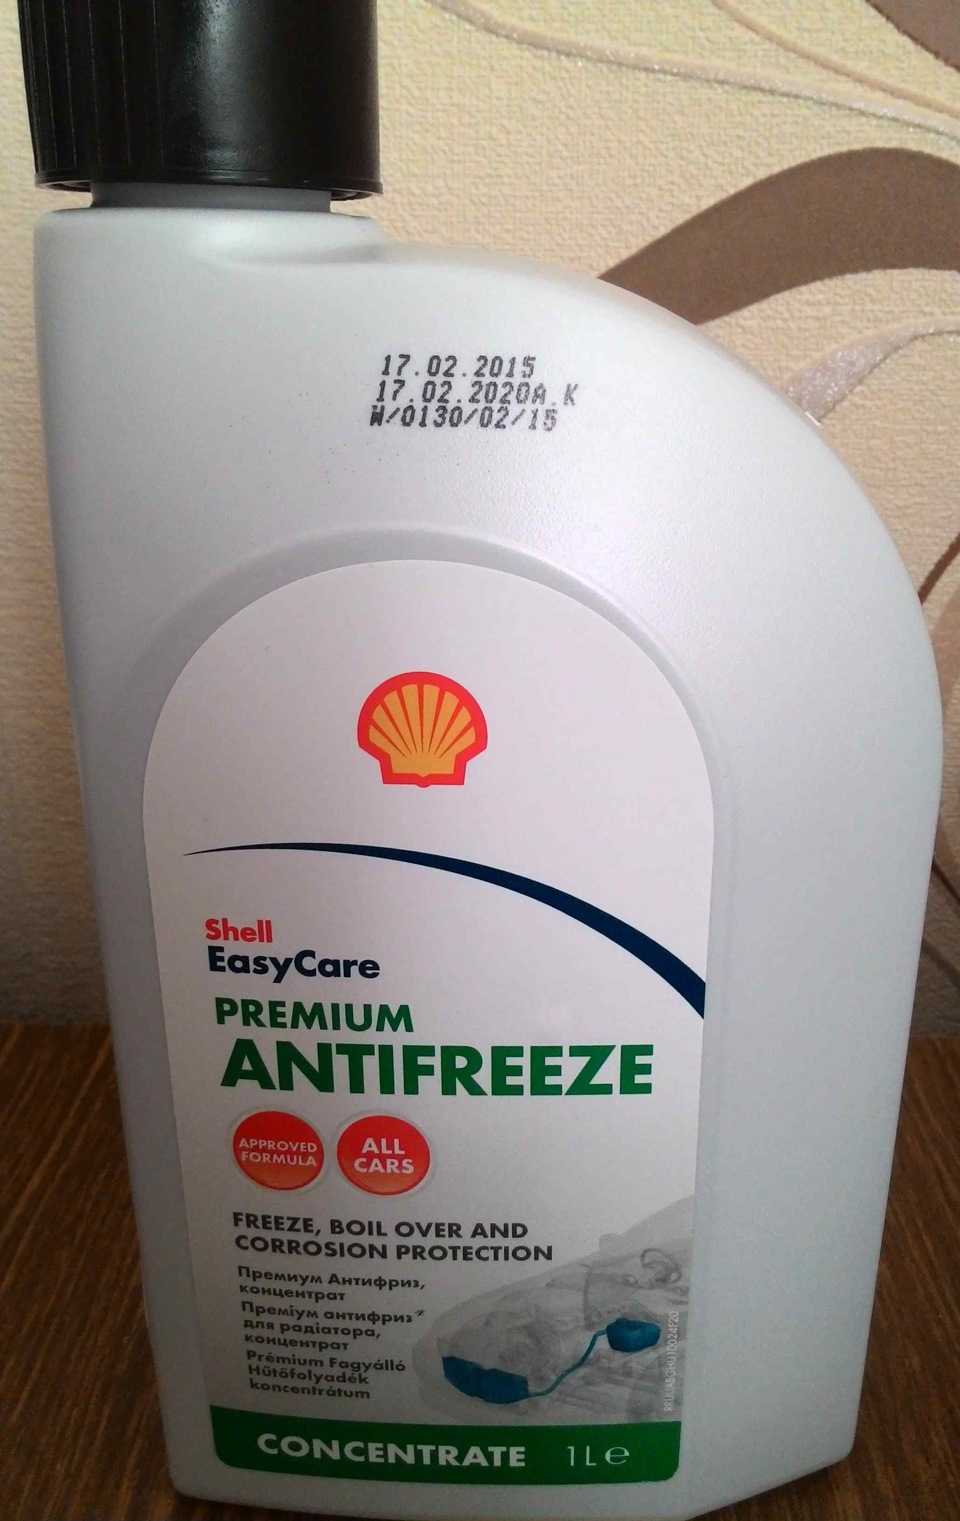 17.02.2015
17.02.2020A.K
W/0130/02/15
Shell
EasyCare
PREMIUM
ANTIFREEZE
APPROVED
FORMULA
ALL
CARS
FREEZE, BOIL OVER AND
CORROSION PROTECTION
Премиум Антифриз,
концентрат
Преміум антифриз
для радіатора,
концентрат
Prémium Fagyálló
Hűtőfolyadék
koncentrátum
CONCENTRATE 1L e